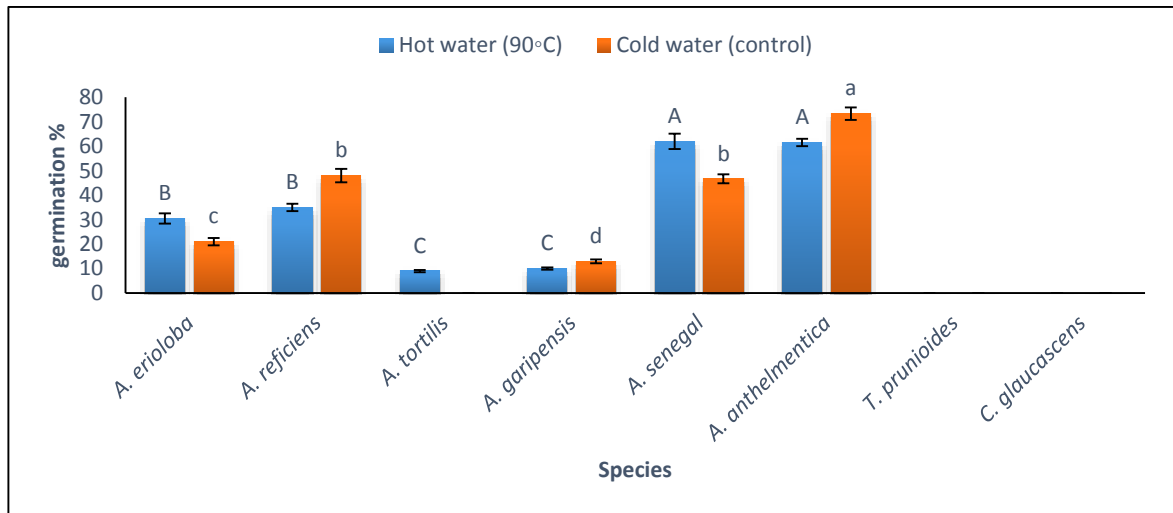 Hot water (90◦C) Cold water (control)
germination %
80
70
60
50
40
30
20
10
0
B c B b C C d A b A a
A. erioloba
A. reficiens
A. tortilis
A. garipensis
A. senegal
A. anthelmentica
T. prunioides
C. glaucascens
Species